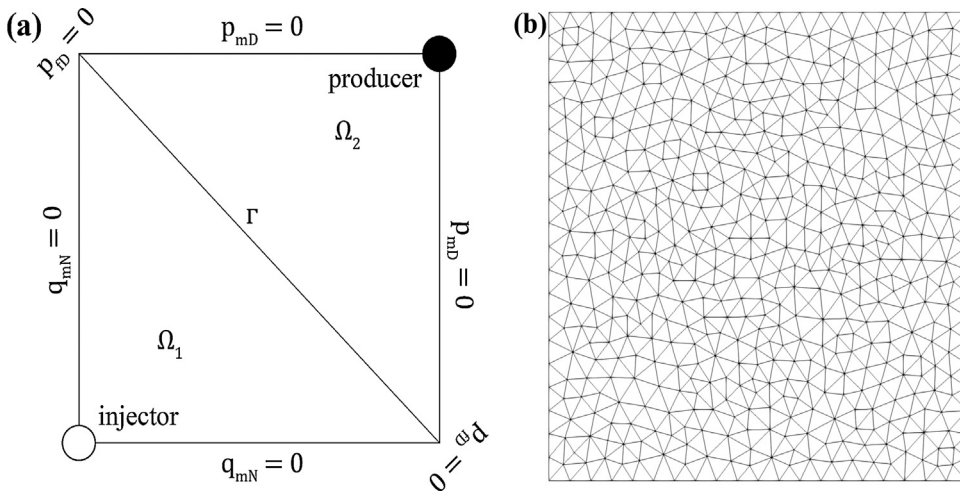 (a)
p_fD = 0
p_mD = 0
producer
Ω_2
q_mN = 0
Γ
p_mD = 0
Ω_1
injector
q_mN = 0
p_fD = 0
(b)